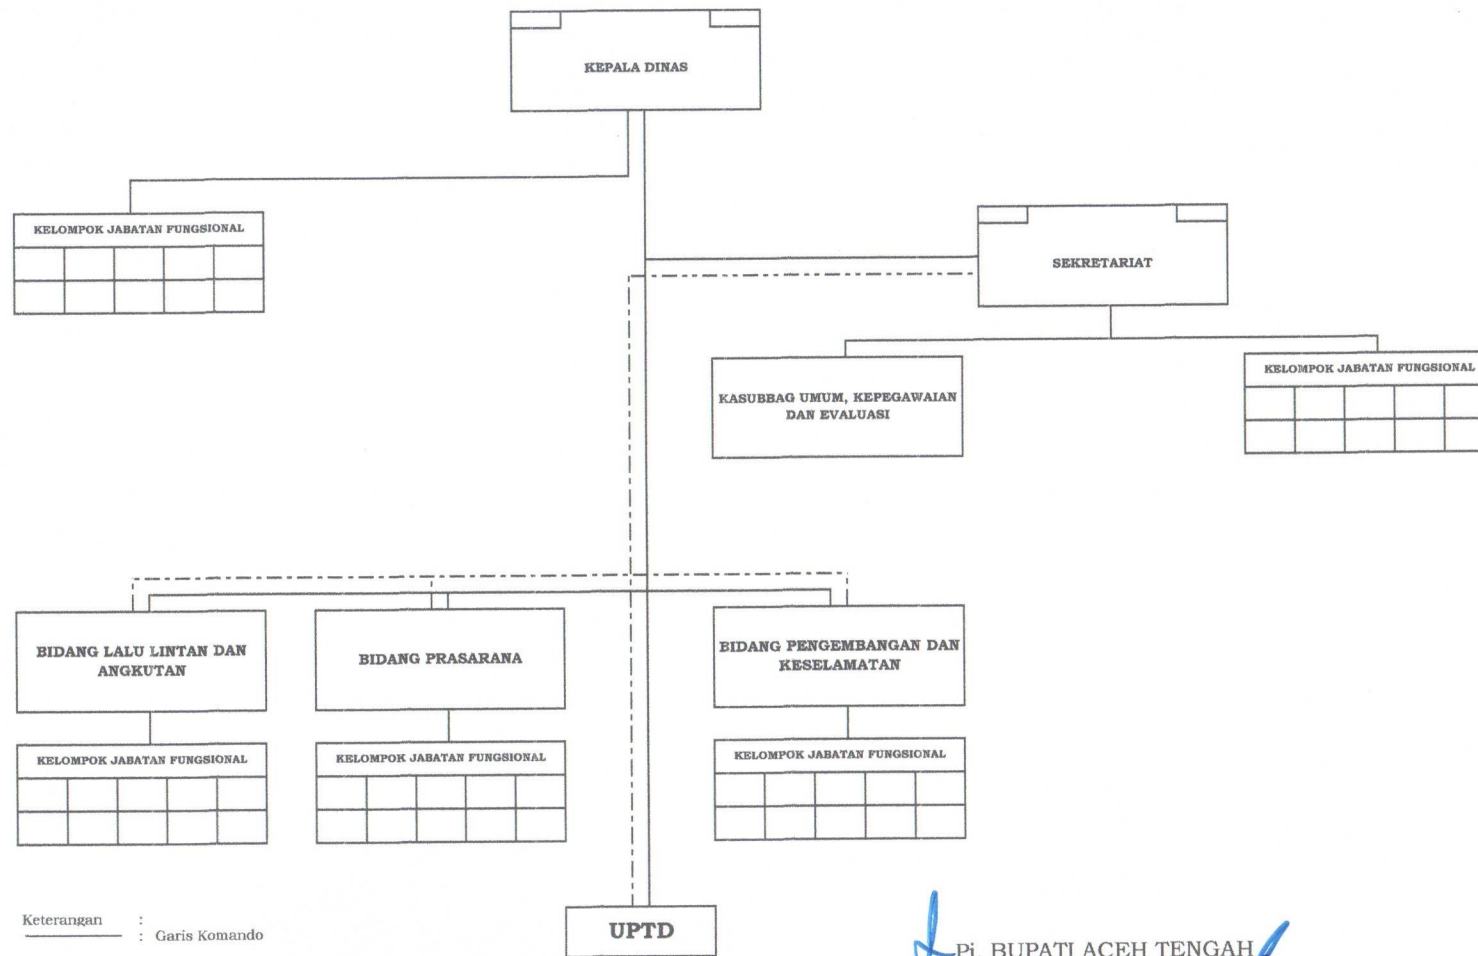 KEPALA DINAS
KELOMPOK JABATAN FUNGSIONAL
SEKRETARIAT
KASUBBAG UMUM, KEPEGAWAIAN
DAN EVALUASI
KELOMPOK JABATAN FUNGSIONAL
BIDANG LALU LINTAN DAN
ANGKUTAN
BIDANG PRASARANA
BIDANG PENGEMBANGAN DAN
KESELAMATAN
KELOMPOK JABATAN FUNGSIONAL
KELOMPOK JABATAN FUNGSIONAL
KELOMPOK JABATAN FUNGSIONAL
UPTD
Keterangan :
: Garis Komando
Pj. BUPATI ACEH TENGAH